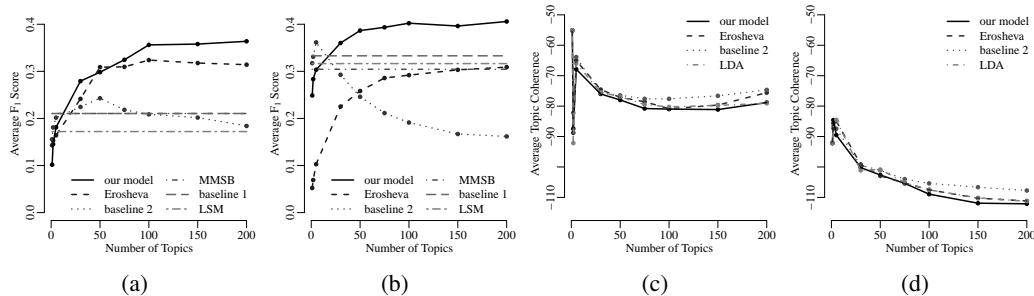 Average F1 Score
0.0
0.1
0.2
0.3
0.4
our model
Erosheva
baseline 2
MMSB
baseline 1
LSM
0 50 100 150 200
Number of Topics
(a)
Average F1 Score
0.0
0.1
0.2
0.3
0.4
our model
Erosheva
baseline 2
MMSB
baseline 1
LSM
0 50 100 150 200
Number of Topics
(b)
Average Topic Coherence
−110
−90
−70
−50
our model
Erosheva
baseline 2
LDA
0 50 100 150 200
Number of Topics
(c)
Average Topic Coherence
−110
−90
−70
−50
our model
Erosheva
baseline 2
LDA
0 50 100 150 200
Number of Topics
(d)